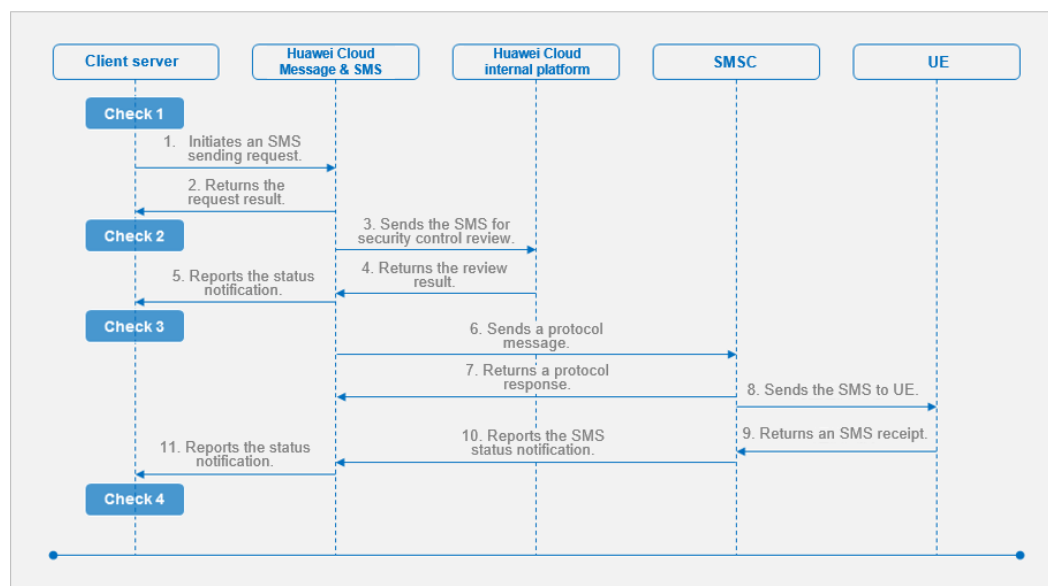 Client server
Huawei Cloud
Message & SMS
Huawei Cloud
internal platform
SMSC
UE
Check 1
1. Initiates an SMS
sending request.
2. Returns the
request result.
Check 2
3. Sends the SMS for
security control review.
4. Returns the review
result.
5. Reports the status
notification.
Check 3
6. Sends a protocol
message.
7. Returns a protocol
response.
8. Sends the SMS to UE.
9. Returns an SMS receipt.
10. Reports the SMS
status notification.
11. Reports the status
notification.
Check 4